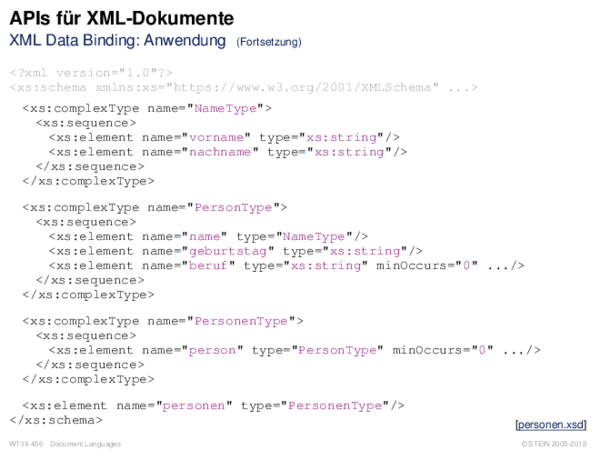 APIs für XML-Dokumente
XML Data Binding: Anwendung (Fortsetzung)
<?xml version="1.0"?>
<xs:schema xmlns:xs="https://www.w3.org/2001/XMLSchema" ...>
<xs:complexType name="NameType">
<xs:sequence>
<xs:element name="vorname" type="xs:string"/>
<xs:element name="nachname" type="xs:string"/>
</xs:sequence>
</xs:complexType>
<xs:complexType name="PersonType">
<xs:sequence>
<xs:element name="name" type="NameType"/>
<xs:element name="geburtstag" type="xs:string"/>
<xs:element name="beruf" type="xs:string" minOccurs="0" .../>
</xs:sequence>
</xs:complexType>
<xs:complexType name="PersonenType">
<xs:sequence>
<xs:element name="person" type="PersonType" minOccurs="0" .../>
</xs:sequence>
</xs:complexType>
<xs:element name="personen" type="PersonenType"/>
</xs:schema>
[personen.xsd]
WT:III-456 Document Languages
© STEIN 2005-2018